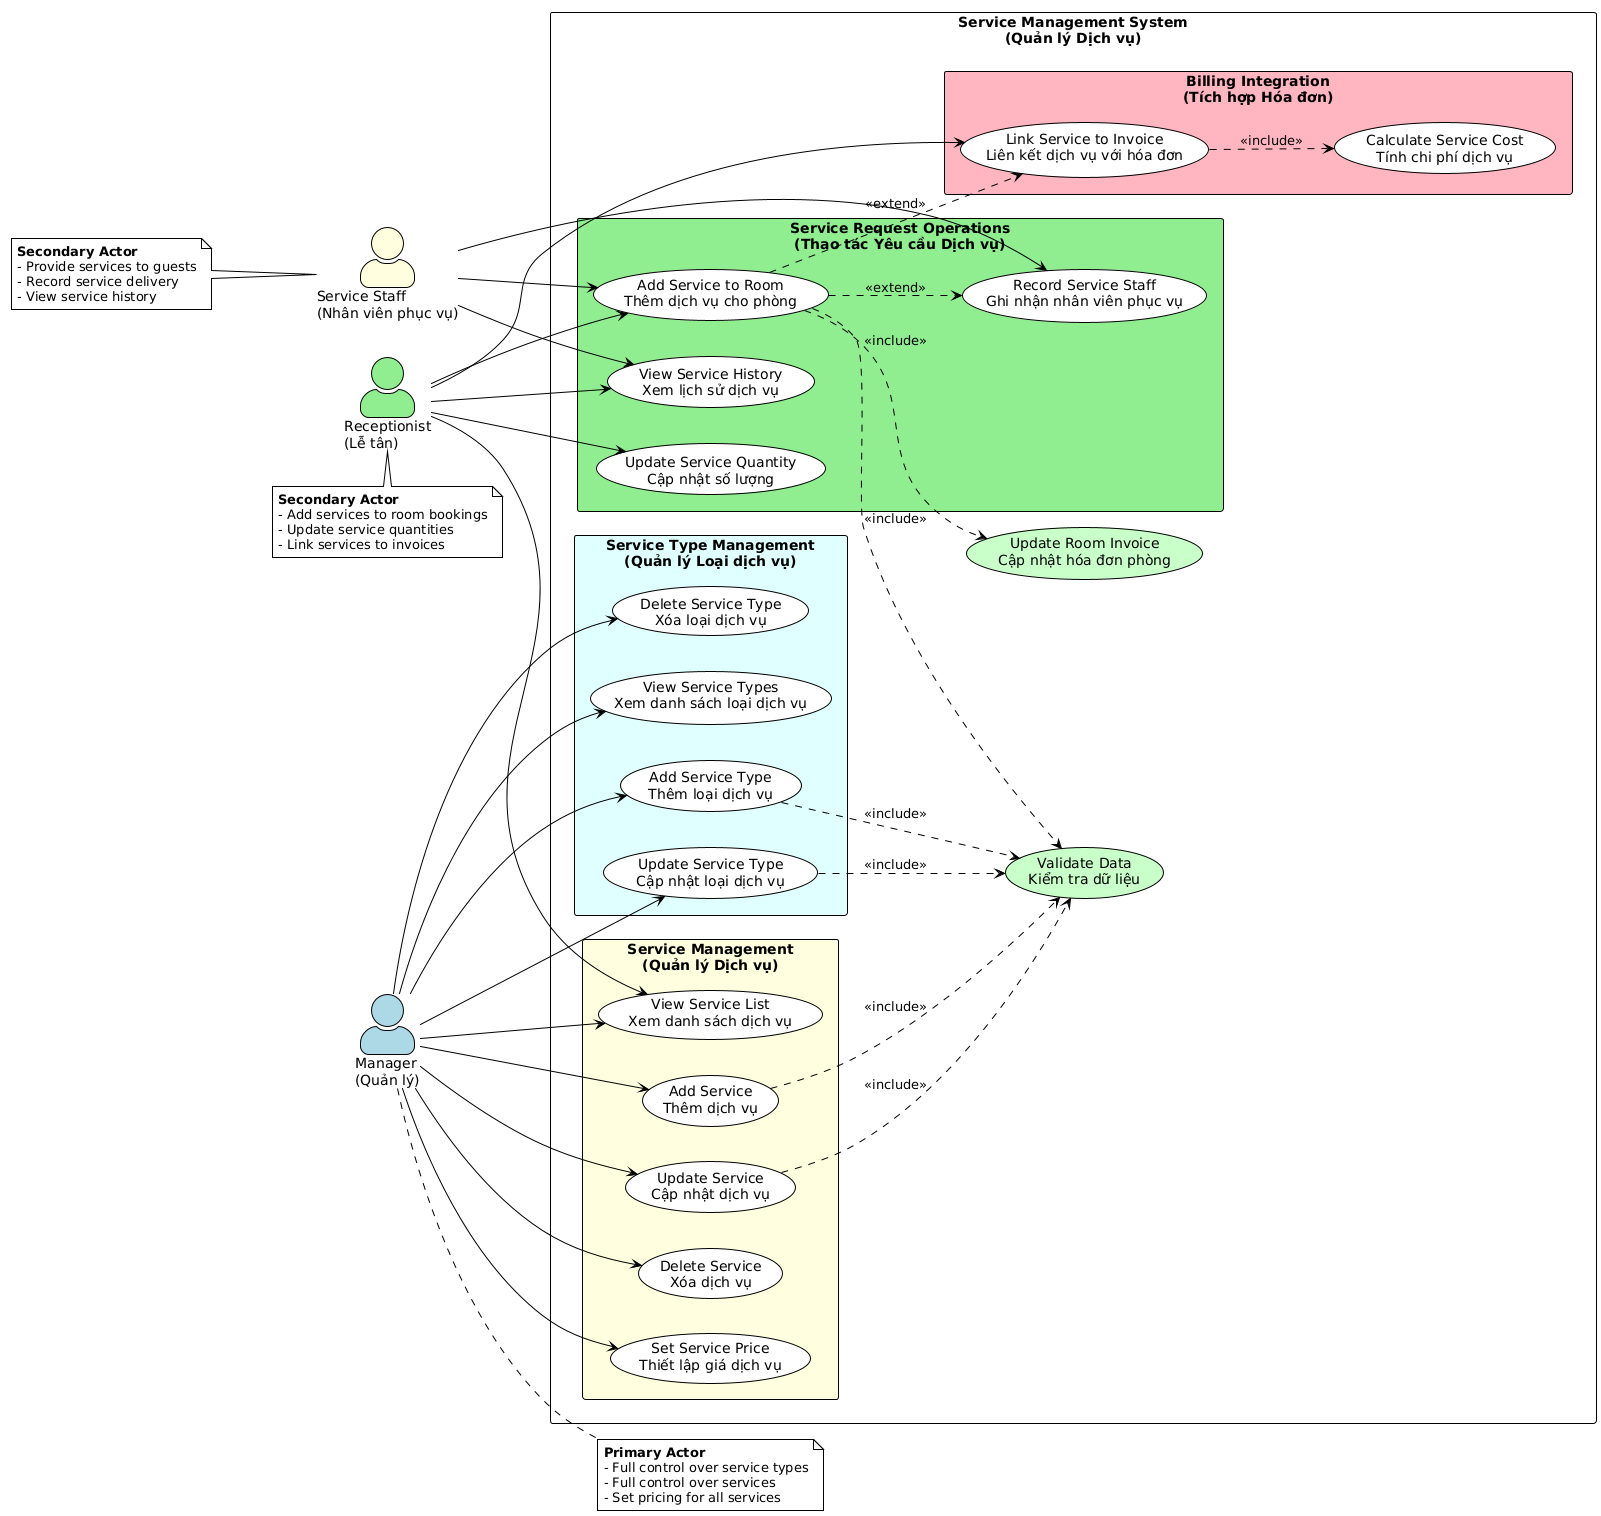 Service Management System
(Quản lý Dịch vụ)
Billing Integration
(Tích hợp Hóa đơn)
Link Service to Invoice
Liên kết dịch vụ với hóa đơn
«include»
Calculate Service Cost
Tính chi phí dịch vụ
«extend»
Service Request Operations
(Thao tác Yêu cầu Dịch vụ)
Add Service to Room
Thêm dịch vụ cho phòng
«extend»
Record Service Staff
Ghi nhận nhân viên phục vụ
Secondary Actor
- Provide services to guests
- Record service delivery
- View service history
Service Staff
(Nhân viên phục vụ)
«include»
View Service History
Xem lịch sử dịch vụ
Receptionist
(Lễ tân)
Update Service Quantity
Cập nhật số lượng
Secondary Actor
- Add services to room bookings
- Update service quantities
- Link services to invoices
«include»
Update Room Invoice
Cập nhật hóa đơn phòng
Service Type Management
(Quản lý Loại dịch vụ)
Delete Service Type
Xóa loại dịch vụ
View Service Types
Xem danh sách loại dịch vụ
Add Service Type
Thêm loại dịch vụ
«include»
Update Service Type
Cập nhật loại dịch vụ
«include»
Validate Data
Kiểm tra dữ liệu
Service Management
(Quản lý Dịch vụ)
View Service List
Xem danh sách dịch vụ
«include»
Manager
(Quản lý)
Add Service
Thêm dịch vụ
«include»
Update Service
Cập nhật dịch vụ
Delete Service
Xóa dịch vụ
Set Service Price
Thiết lập giá dịch vụ
Primary Actor
- Full control over service types
- Full control over services
- Set pricing for all services